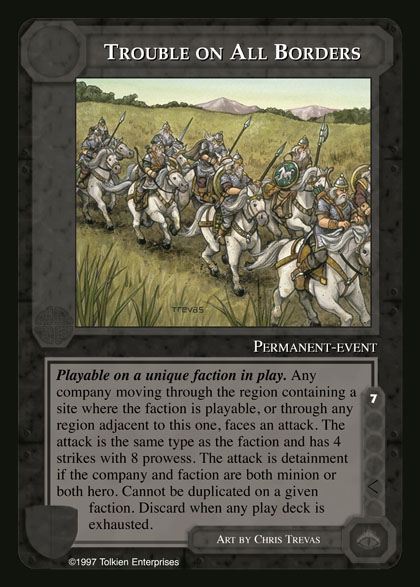 Trouble on All Borders
Trevas
Permanent-event
Playable on a unique faction in play. Any
company moving through the region containing a
site where the faction is playable, or through any
region adjacent to this one, faces an attack. The
attack is the same type as the faction and has 4
strikes with 8 prowess. The attack is detainment
if the company and faction are both minion or
both hero. Cannot be duplicated on a given
faction. Discard when any play deck is
exhausted.
7
Art by Chris Trevas
©1997 Tolkien Enterprises